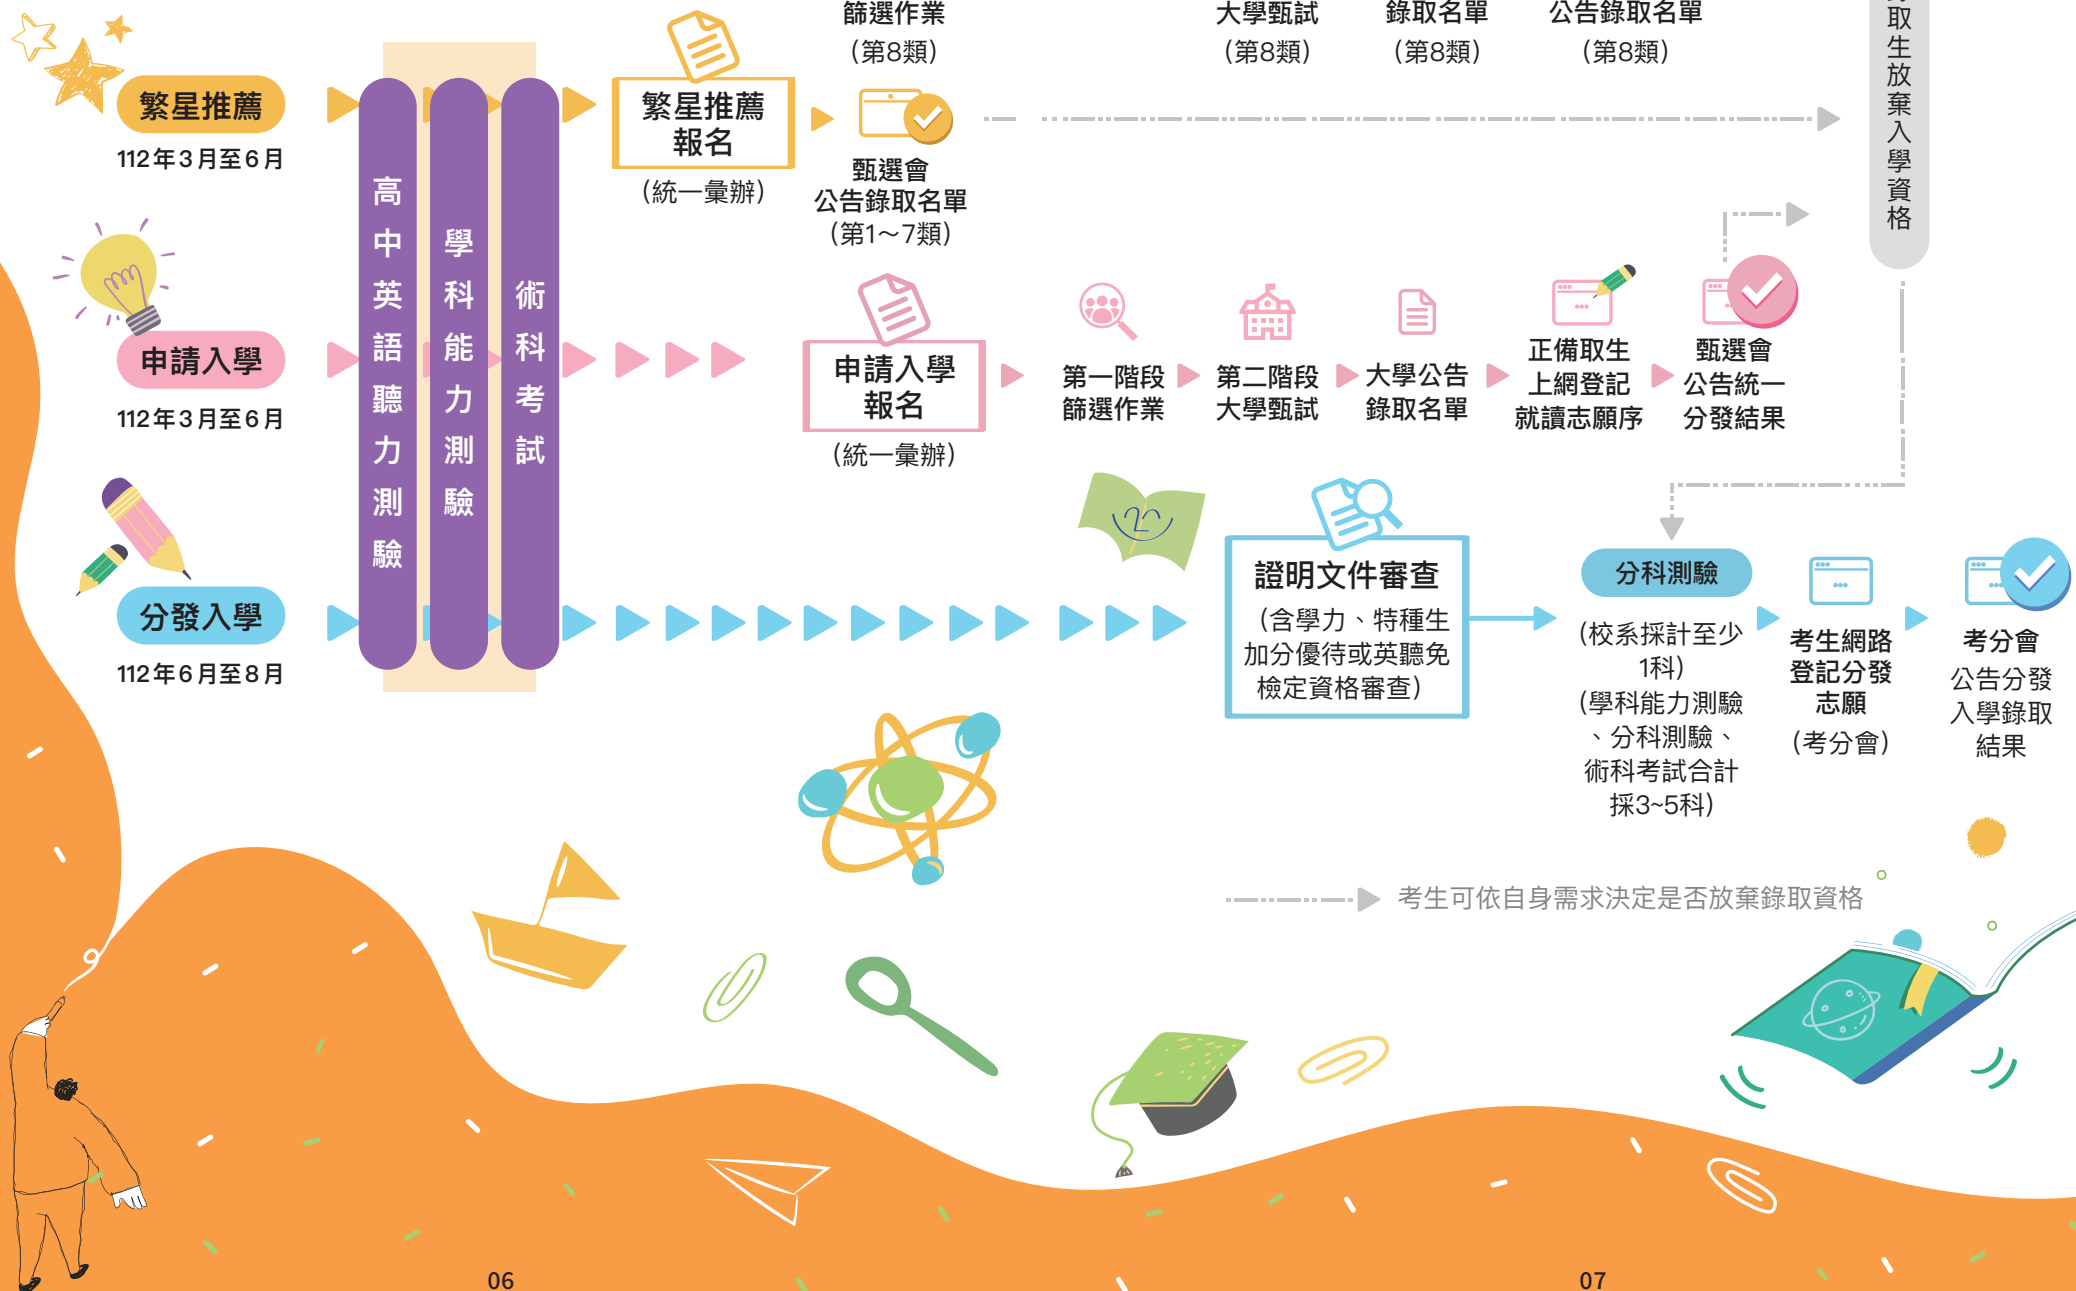 篩選作業
(第8類)
大學甄試
(第8類)
錄取名單
(第8類)
公告錄取名單
(第8類)
取生放棄入學資格
繁星推薦
112年3月至6月
高中英語聽力測驗
學科能力測驗
術科考試
繁星推薦
報名
(統一彙辦)
甄選會
公告錄取名單
(第1～7類)
申請入學
112年3月至6月
申請入學
報名
(統一彙辦)
第一階段
篩選作業
第二階段
大學甄試
大學公告
錄取名單
正備取生
上網登記
就讀志願序
甄選會
公告統一
分發結果
分發入學
112年6月至8月
證明文件審查
(含學力、特種生
加分優待或英聽免
檢定資格審查)
分科測驗
(校系採計至少
1科)
(學科能力測驗
、分科測驗、
術科考試合計
採3~5科)
考生網路
登記分發
志願
(考分會)
考分會
公告分發
入學錄取
結果
考生可依自身需求決定是否放棄錄取資格
06
07